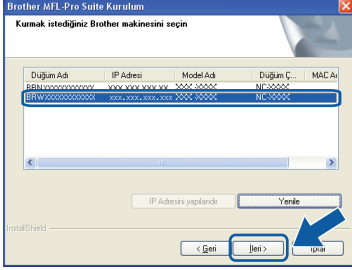 Brother MFL-Pro Suite Kurulum
Kurmak istediğiniz Brother makinesini seçin
Düğüm Adı IP Adresi Model Adı Düğüm Ç... MAC Ar
BRNxxxxxxxxxxxx xxx.xxx.xxx.xxx XXX-XXXX NC-XXXX
BRWxxxxxxxxxxxx xxx.xxx.xxx.xxx XXX-XXXX NC-XXXX
IP Adresini yapılandır Yenile
InstallShield
< Geri İleri > İptal